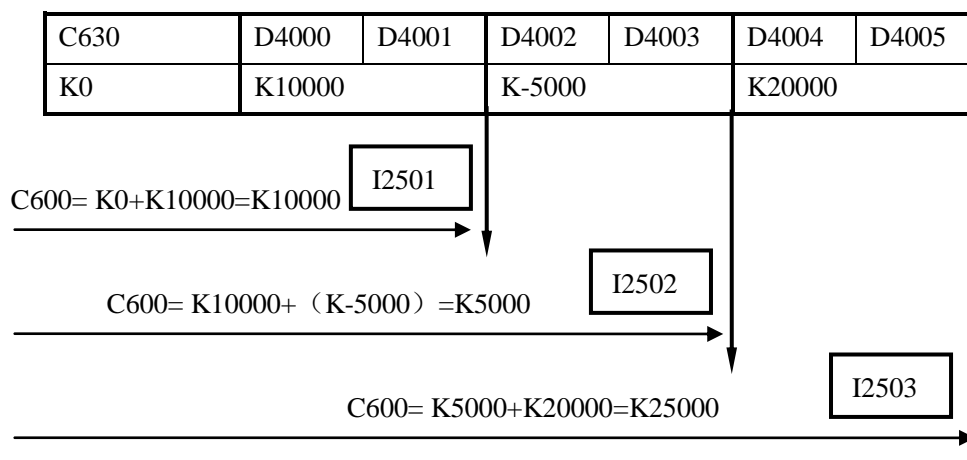 C630 D4000 D4001 D4002 D4003 D4004 D4005
K0 K10000 K-5000 K20000
I2501
C600= K0+K10000=K10000
I2502
C600= K10000+（K-5000）=K5000
I2503
C600= K5000+K20000=K25000